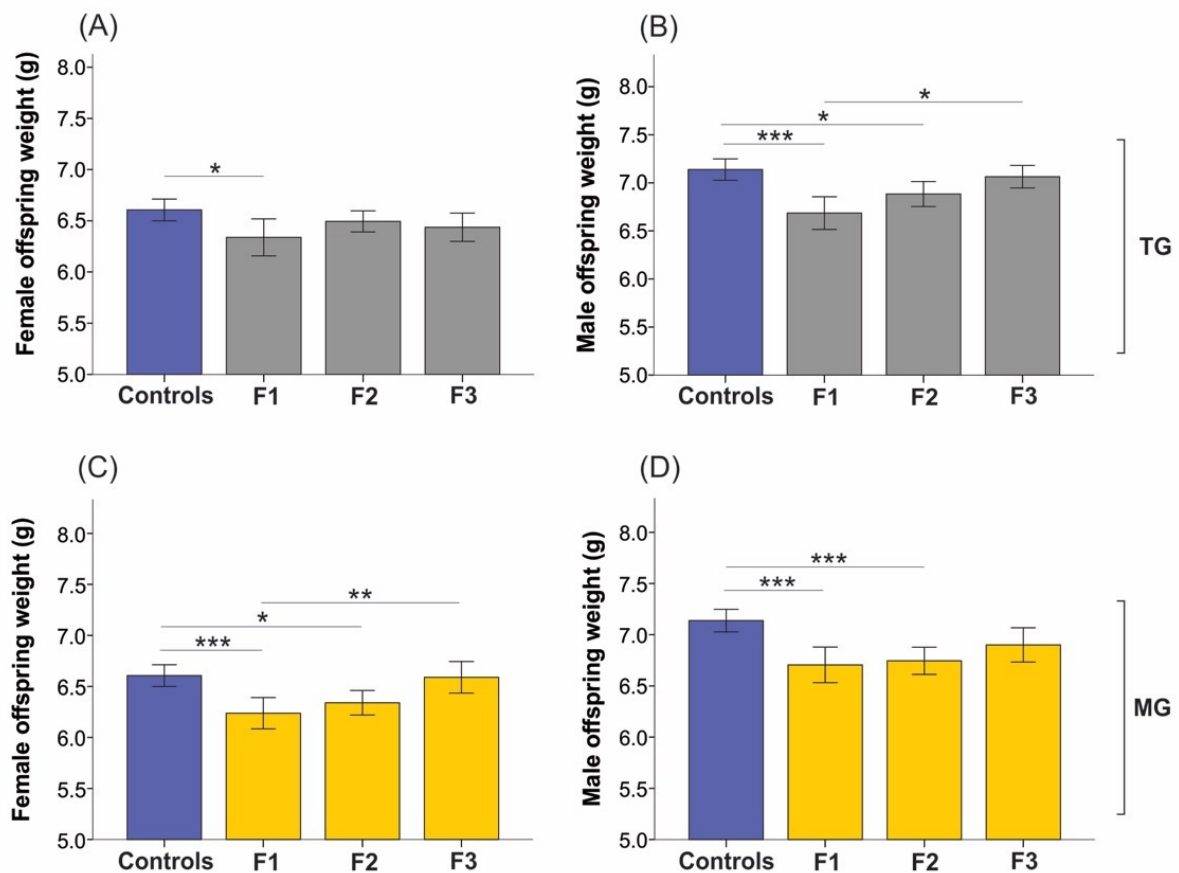 (A)
Female offspring weight (g)
8.0
7.5
7.0
6.5
6.0
5.5
5.0
*
Controls F1 F2 F3
(B)
Male offspring weight (g)
8.0
7.5
7.0
6.5
6.0
5.5
5.0
*
*
***
Controls F1 F2 F3
TG
(C)
Female offspring weight (g)
8.0
7.5
7.0
6.5
6.0
5.5
5.0
**
*
***
Controls F1 F2 F3
(D)
Male offspring weight (g)
8.0
7.5
7.0
6.5
6.0
5.5
5.0
***
***
Controls F1 F2 F3
MG